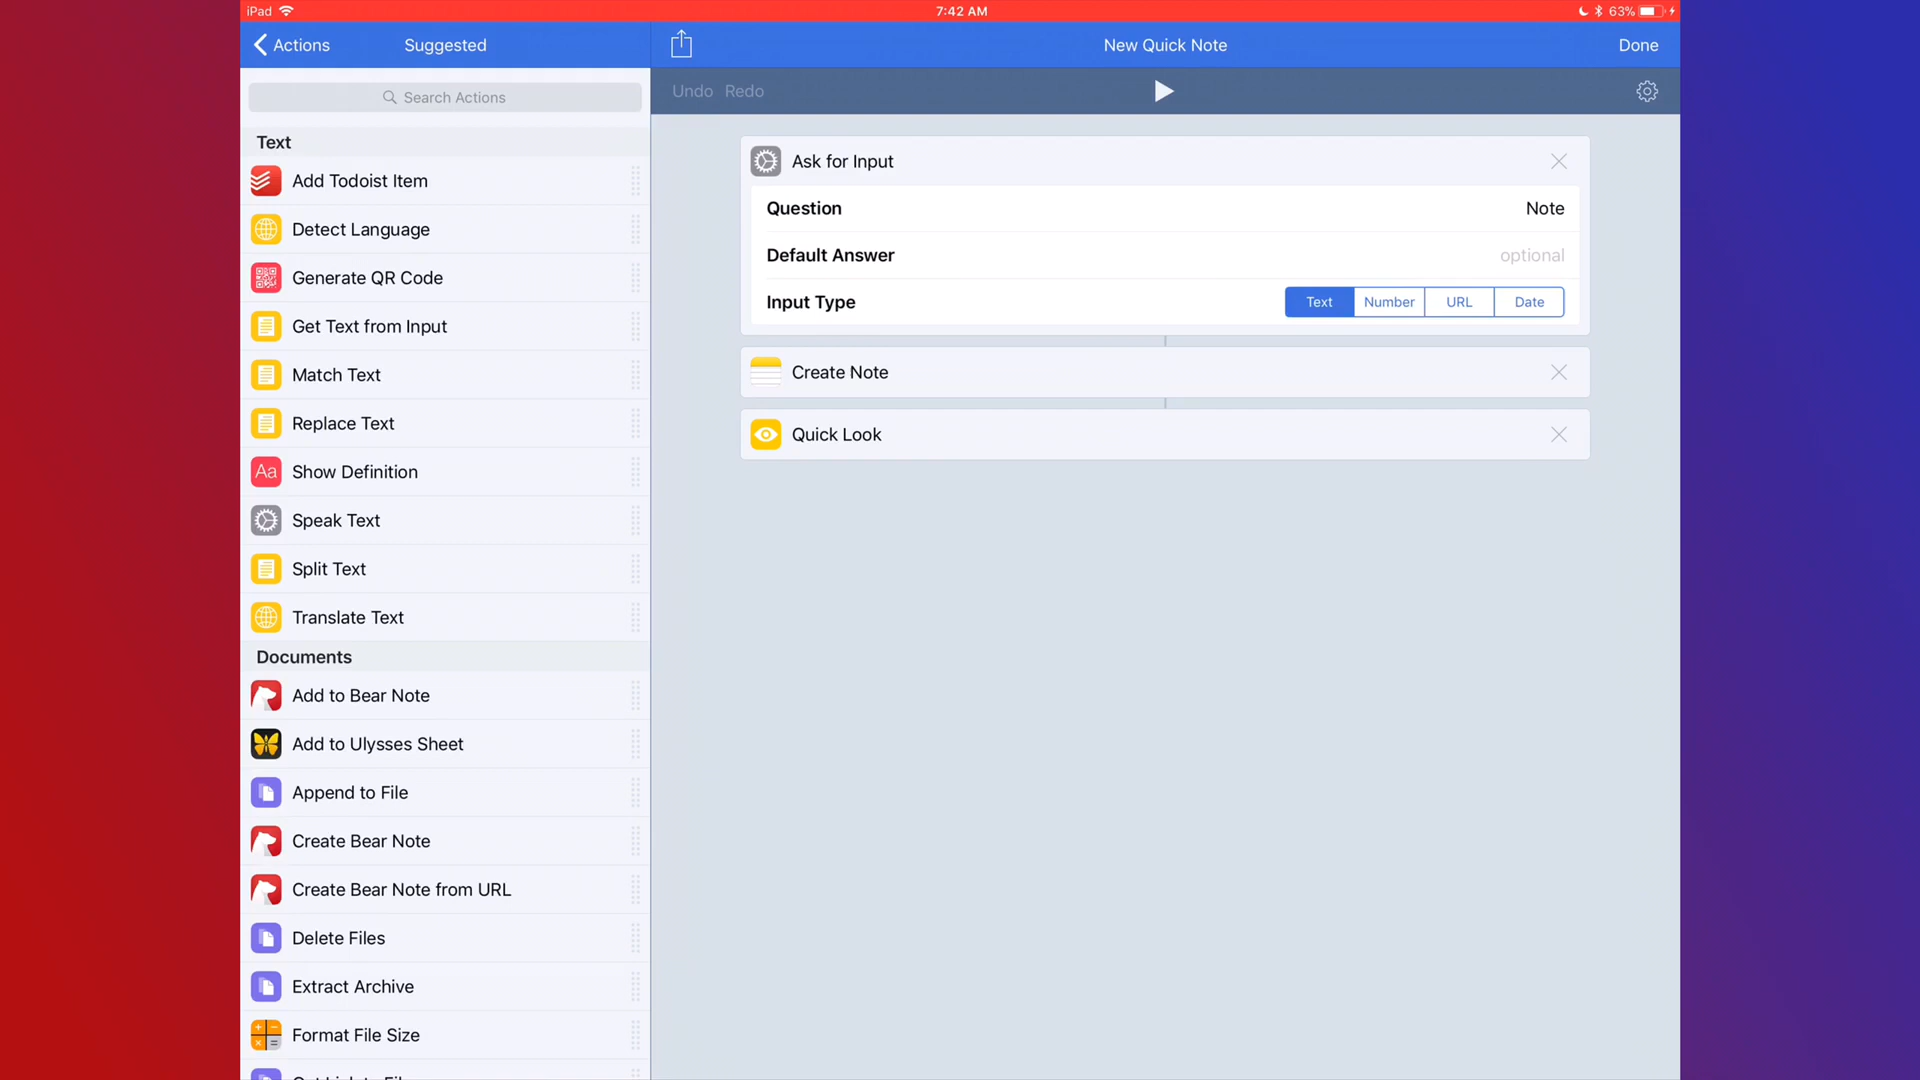 iPad
7:42 AM
63%
Actions
Suggested
New Quick Note
Done
Search Actions
Undo Redo
Text
Add Todoist Item
Detect Language
Generate QR Code
Get Text from Input
Match Text
Replace Text
Aa Show Definition
Speak Text
Split Text
Translate Text
Documents
Add to Bear Note
Add to Ulysses Sheet
Append to File
Create Bear Note
Create Bear Note from URL
Delete Files
Extract Archive
Format File Size
Ask for Input
Question Note
Default Answer optional
Input Type Text Number URL Date
Create Note
Quick Look